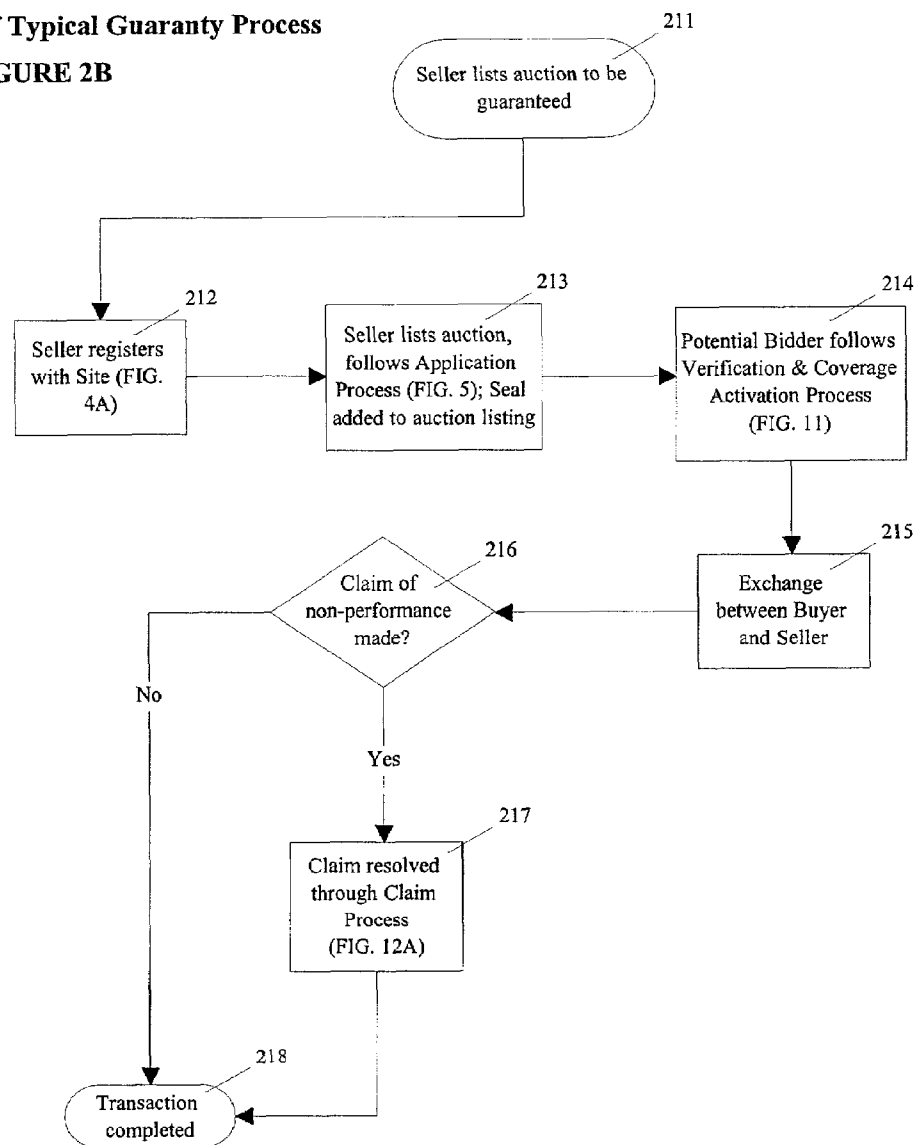 Typical Guaranty Process
GURE 2B
211
Seller lists auction to be
guaranteed
212
Seller registers
with Site (FIG.
4A)
213
Seller lists auction,
follows Application
Process (FIG. 5); Seal
added to auction listing
214
Potential Bidder follows
Verification & Coverage
Activation Process
(FIG. 11)
215
Exchange
between Buyer
and Seller
216
Claim of
non-performance
made?
No
Yes
217
Claim resolved
through Claim
Process
(FIG. 12A)
218
Transaction
completed